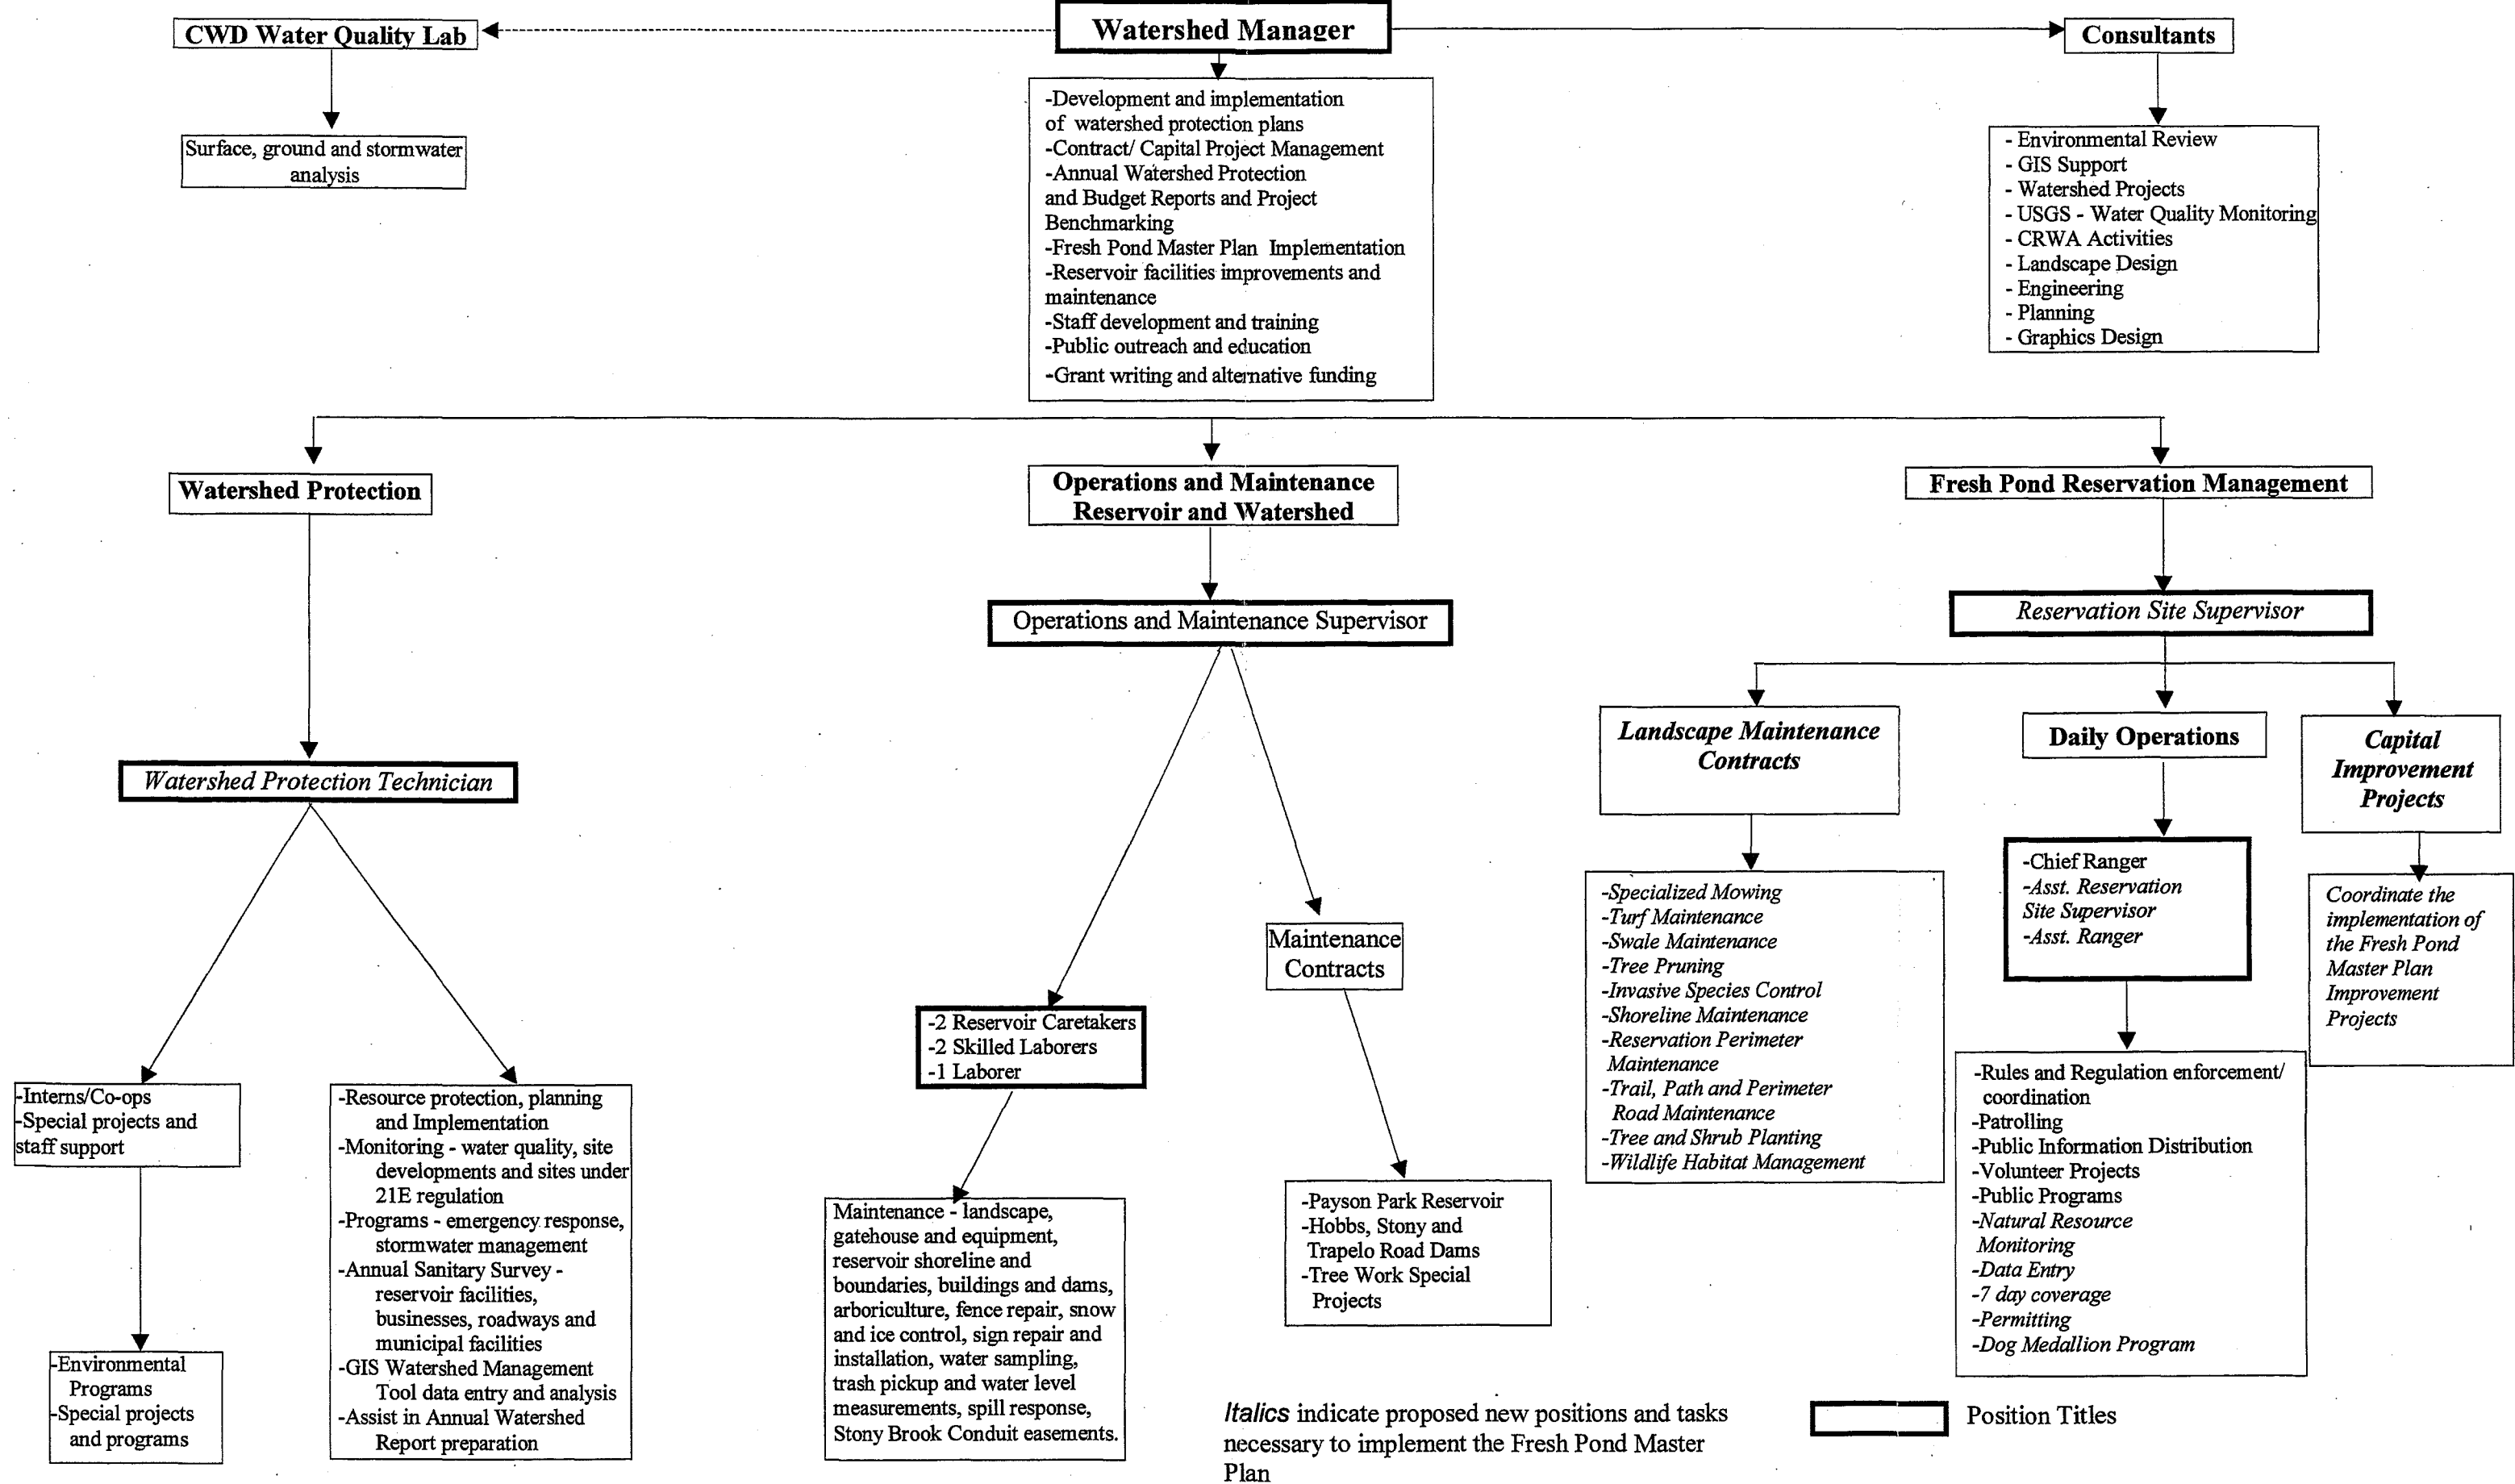 CWD Water Quality Lab
Watershed Manager
Consultants
Surface, ground and stormwater
analysis
-Development and implementation
of watershed protection plans
-Contract/ Capital Project Management
-Annual Watershed Protection
and Budget Reports and Project
Benchmarking
-Fresh Pond Master Plan Implementation
-Reservoir facilities improvements and
maintenance
-Staff development and training
-Public outreach and education
-Grant writing and alternative funding
- Environmental Review
- GIS Support
- Watershed Projects
- USGS - Water Quality Monitoring
- CRWA Activities
- Landscape Design
- Engineering
- Planning
- Graphics Design
Watershed Protection
Operations and Maintenance
Reservoir and Watershed
Fresh Pond Reservation Management
Watershed Protection Technician
Operations and Maintenance Supervisor
Reservation Site Supervisor
-Interns/Co-ops
-Special projects and
staff support
-Environmental
Programs
-Special projects
and programs
-Resource protection, planning
and Implementation
-Monitoring - water quality, site
developments and sites under
21E regulation
-Programs - emergency response,
stormwater management
-Annual Sanitary Survey -
reservoir facilities,
businesses, roadways and
municipal facilities
-GIS Watershed Management
Tool data entry and analysis
-Assist in Annual Watershed
Report preparation
-2 Reservoir Caretakers
-2 Skilled Laborers
-1 Laborer
Maintenance - landscape,
gatehouse and equipment,
reservoir shoreline and
boundaries, buildings and dams,
arboriculture, fence repair, snow
and ice control, sign repair and
installation, water sampling,
trash pickup and water level
measurements, spill response,
Stony Brook Conduit easements.
Maintenance
Contracts
-Payson Park Reservoir
-Hobbs, Stony and
Trapelo Road Dams
-Tree Work Special
Projects
Landscape Maintenance
Contracts
-Specialized Mowing
-Turf Maintenance
-Swale Maintenance
-Tree Pruning
-Invasive Species Control
-Shoreline Maintenance
-Reservation Perimeter
Maintenance
-Trail, Path and Perimeter
Road Maintenance
-Tree and Shrub Planting
-Wildlife Habitat Management
Daily Operations
-Chief Ranger
-Asst. Reservation
Site Supervisor
-Asst. Ranger
-Rules and Regulation enforcement/
coordination
-Patrolling
-Public Information Distribution
-Volunteer Projects
-Public Programs
-Natural Resource
Monitoring
-Data Entry
-7 day coverage
-Permitting
-Dog Medallion Program
Capital
Improvement
Projects
Coordinate the
implementation of
the Fresh Pond
Master Plan
Improvement
Projects
Italics indicate proposed new positions and tasks
necessary to implement the Fresh Pond Master
Plan
Position Titles